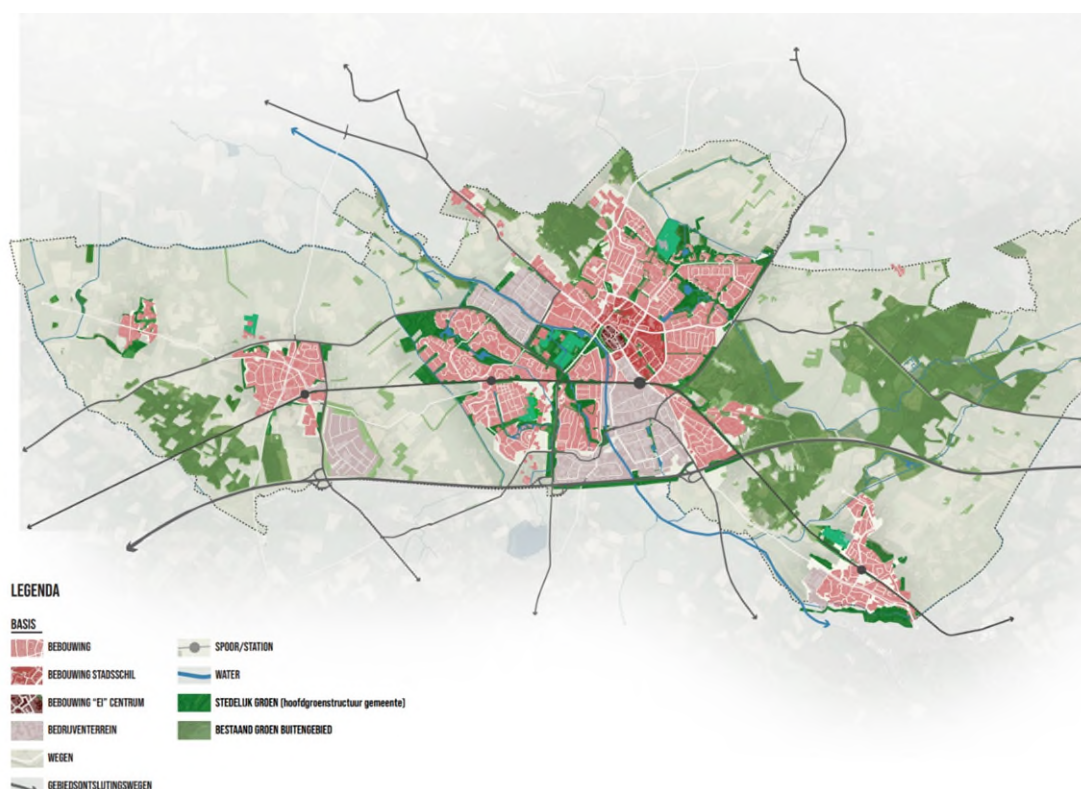 LEGENDA
BASIS
BEBOUWING
BEBOUWING STADSSCHIL
BEBOUWING "EI" CENTRUM
BEDRIJVENTERREIN
WEGEN
GEBIEDSONTSLUTINGSWEGEN
SPOOR/STATION
WATER
STEDELIJK GROEN (hoofdgroenstructuur gemeente)
BESTAAND GROEN BUITENGEBIED